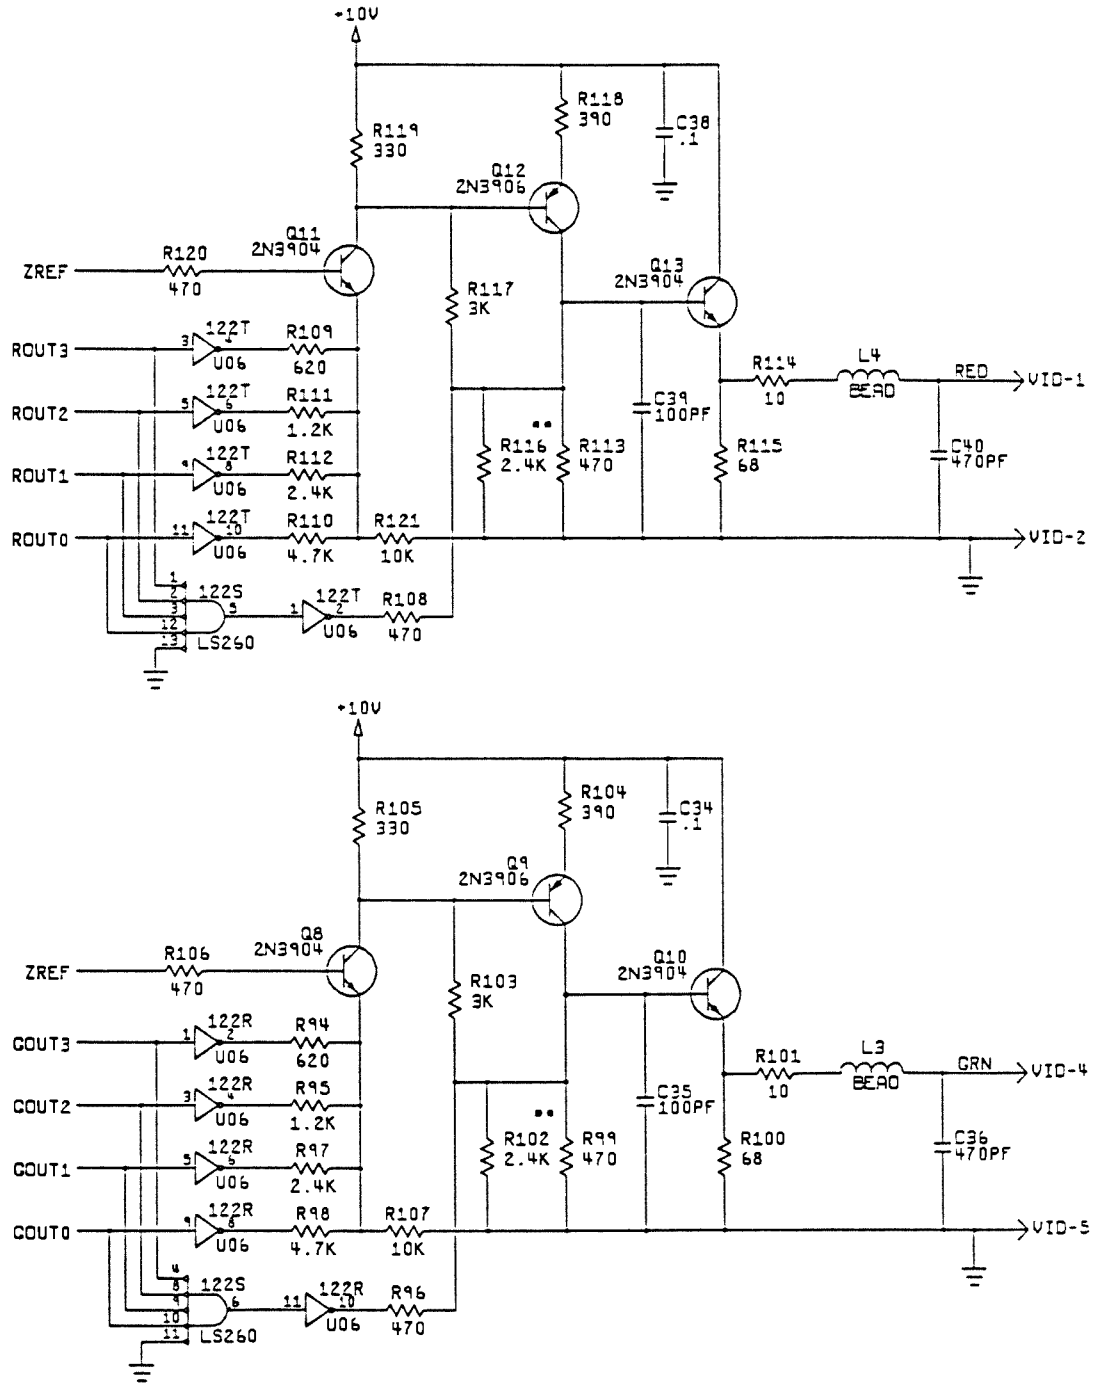 +10V
R118
390
C38
.1
R119
330
Q12
2N3906
Q11
2N3904
R120
470
ZREF
Q13
2N3904
R117
3K
122T
3
4
U06
R109
620
ROUT3
L4
BEAD
R114
10
RED
VID-1
122T
5
6
U06
R111
1.2K
ROUT2
C39
100PF
**
R116
2.4K
R113
470
R115
68
C40
470PF
122T
9
8
U06
R112
2.4K
ROUT1
122T
11
10
U06
R110
4.7K
R121
10K
ROUT0
VID-2
1
2
3
12
13
122S
5
LS260
1
122T
2
U06
R108
470
+10V
R104
390
C34
.1
R105
330
Q9
2N3906
Q8
2N3904
R106
470
ZREF
Q10
2N3904
R103
3K
122R
1
2
U06
R94
620
GOUT3
L3
BEAD
R101
10
GRN
VID-4
122R
3
4
U06
R95
1.2K
GOUT2
C35
100PF
**
R102
2.4K
R99
470
R100
68
C36
470PF
122R
5
6
U06
R97
2.4K
GOUT1
122R
9
8
U06
R98
4.7K
R107
10K
GOUT0
VID-5
4
8
9
10
11
122S
6
LS260
11
122R
10
U06
R96
470